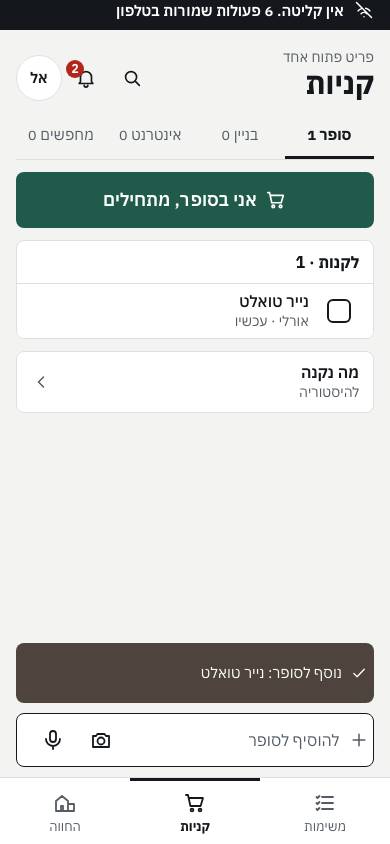 אין קליטה. 6 פעולות שמורות בטלפון
פריט פתוח אחד
קניות
2
אל
סופר 1
בניין 0
אינטרנט 0
מחפשים 0
אני בסופר, מתחילים
לקנות · 1
נייר טואלט
אורלי · עכשיו
מה נקנה
להיסטוריה
נוסף לסופר: נייר טואלט
להוסיף לסופר
משימות
קניות
החווה